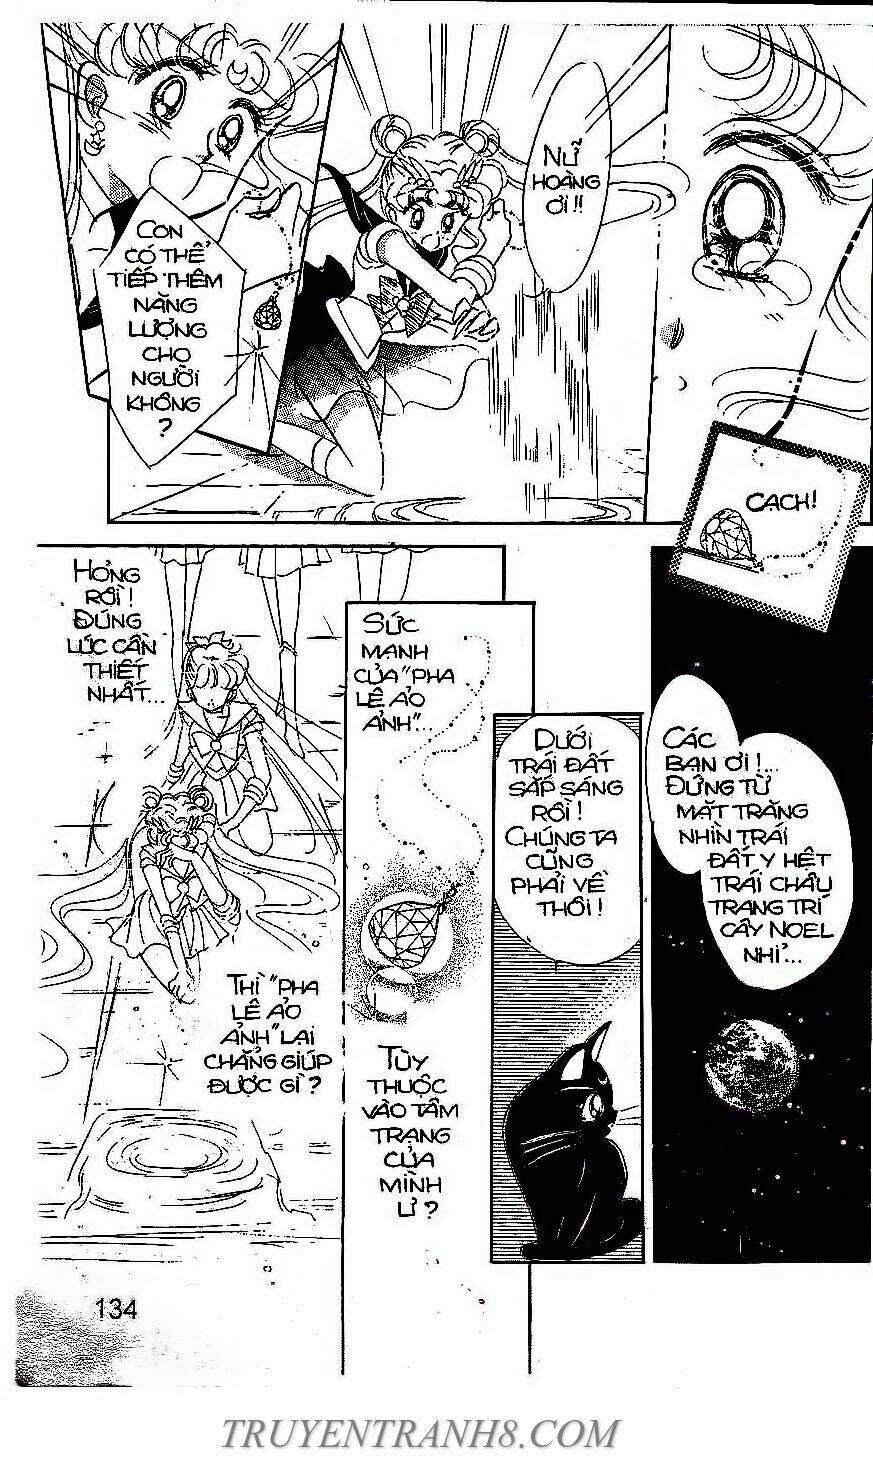 NỮ
HOÀNG
ƠI!!
CON
CÓ THỂ
TIẾP THÊM
NĂNG
LƯỢNG
CHO
NGƯỜI
KHÔNG
?
CẠCH!
CÁC
BẠN ƠI!...
ĐỨNG TỪ
MẶT TRĂNG
NHÌN TRÁI
ĐẤT Y HỆT
TRÁI CHÂU
TRANG TRÍ
CÂY NOEL
NHỈ...
DƯỚI
TRÁI ĐẤT
SẮP SÁNG
RỒI!
CHÚNG TA
CŨNG
PHẢI VỀ
THÔI!
SỨC
MẠNH
CỦA "PHA
LÊ ẢO
ẢNH"...
TÙY
THUỘC
VÀO TÂM
TRẠNG
CỦA
MÌNH
Ư?
HỎNG
RỒI!
ĐÚNG
LÚC CẦN
THIẾT
NHẤT...
THÌ "PHA
LÊ ẢO
ẢNH" LẠI
CHẲNG GIÚP
ĐƯỢC GÌ?
134
TRUYENTRANH8.COM